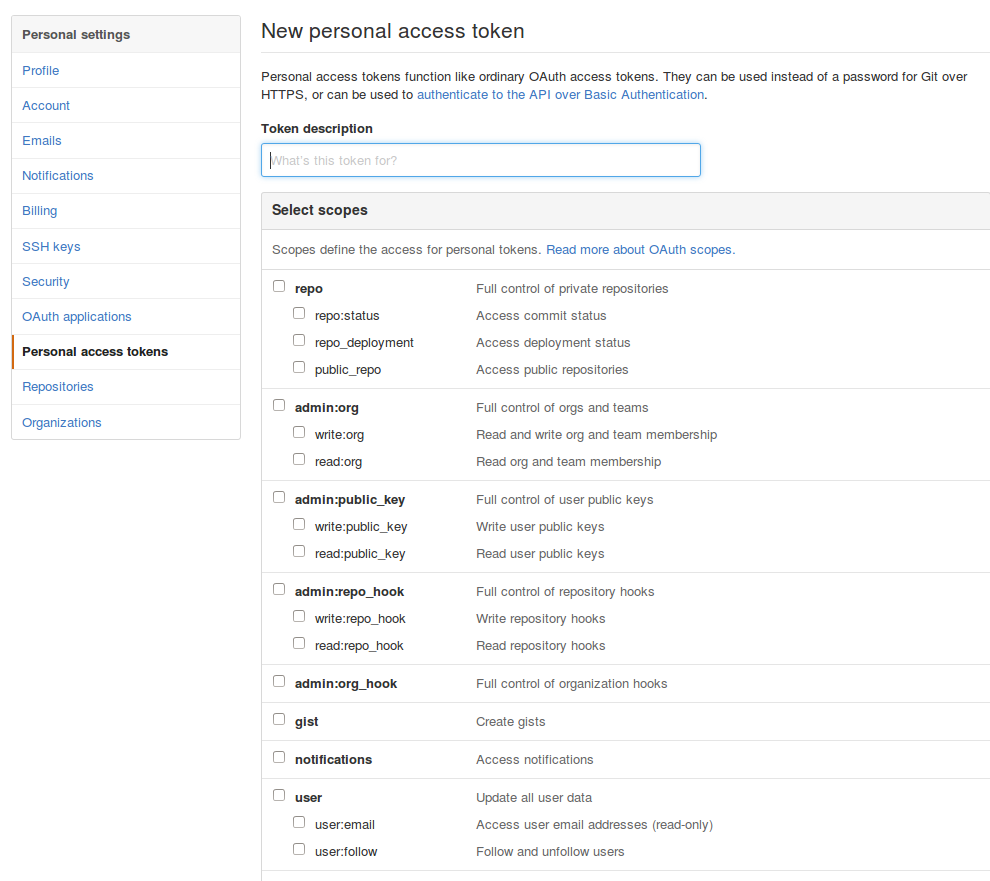 Personal settings
Profile
Account
Emails
Notifications
Billing
SSH keys
Security
OAuth applications
Personal access tokens
Repositories
Organizations
New personal access token
Personal access tokens function like ordinary OAuth access tokens. They can be used instead of a password for Git over
HTTPS, or can be used to authenticate to the API over Basic Authentication.
Token description
What's this token for?
Select scopes
Scopes define the access for personal tokens. Read more about OAuth scopes.
repo Full control of private repositories
repo:status Access commit status
repo_deployment Access deployment status
public_repo Access public repositories
admin:org Full control of orgs and teams
write:org Read and write org and team membership
read:org Read org and team membership
admin:public_key Full control of user public keys
write:public_key Write user public keys
read:public_key Read user public keys
admin:repo_hook Full control of repository hooks
write:repo_hook Write repository hooks
read:repo_hook Read repository hooks
admin:org_hook Full control of organization hooks
gist Create gists
notifications Access notifications
user Update all user data
user:email Access user email addresses (read-only)
user:follow Follow and unfollow users